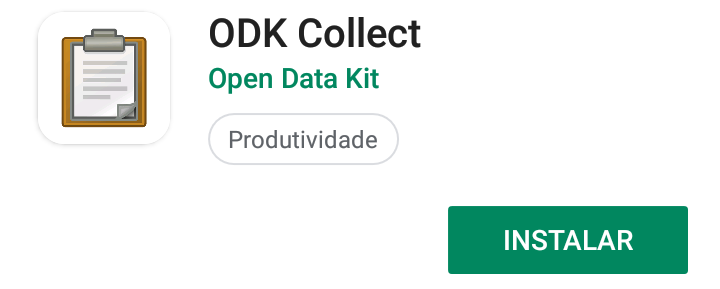 ODK Collect
Open Data Kit
Produtividade
INSTALAR